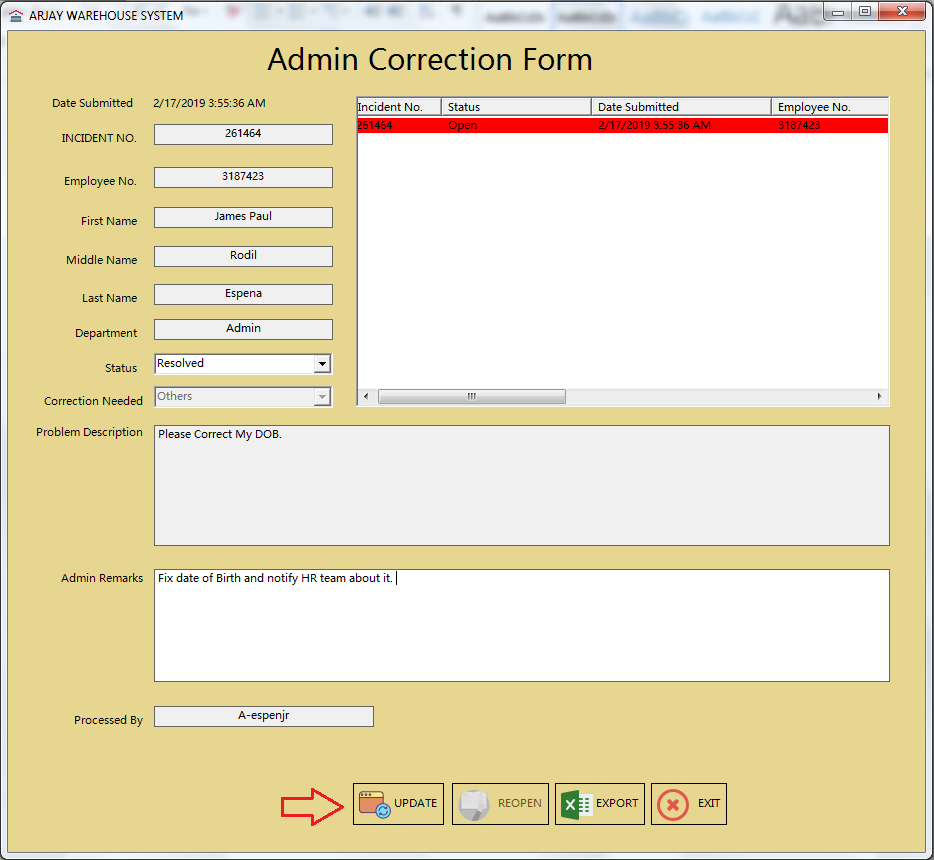 ARJAY WAREHOUSE SYSTEM
Admin Correction Form
Date Submitted 2/17/2019 3:55:36 AM
INCIDENT NO. 261464
Employee No. 3187423
First Name James Paul
Middle Name Rodil
Last Name Espena
Department Admin
Status Resolved
Correction Needed Others
Incident No. Status Date Submitted Employee No.
261464 Open 2/17/2019 3:55:36 AM 3187423
Problem Description Please Correct My DOB.
Admin Remarks Fix date of Birth and notify HR team about it.
Processed By A-espenjr
UPDATE REOPEN EXPORT EXIT